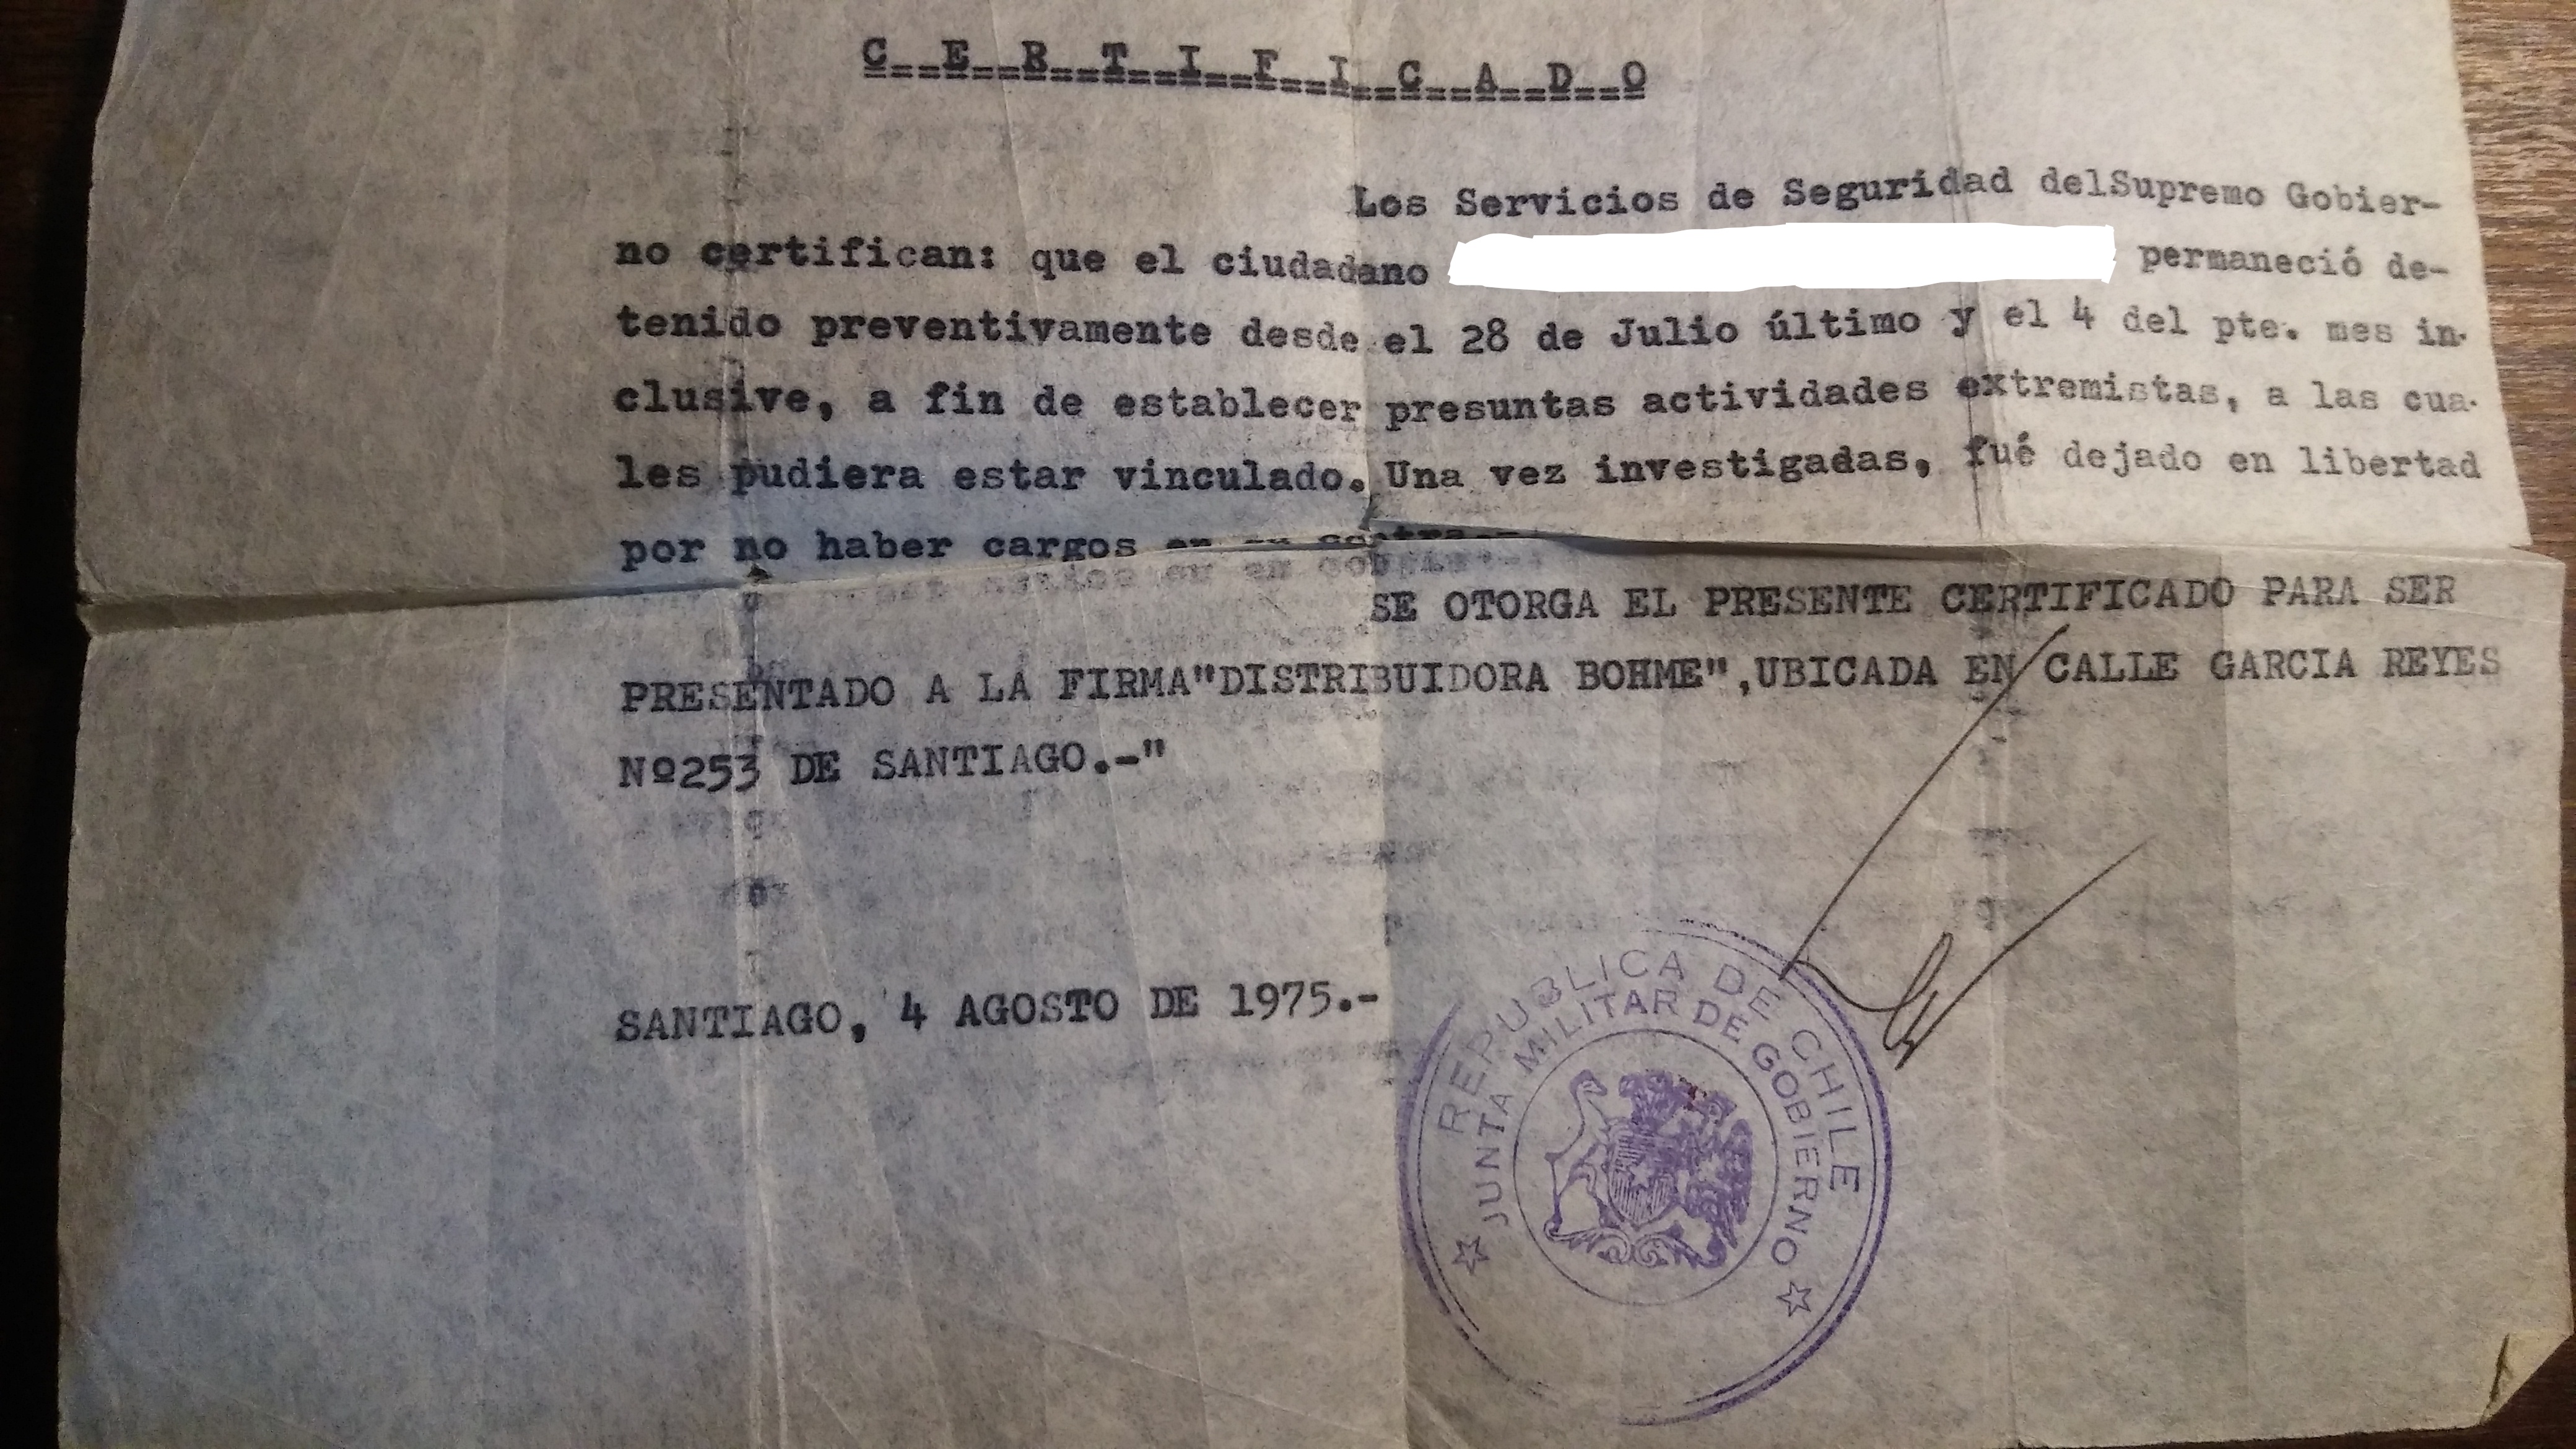 CERTIFICADO
Los Servicios de Seguridad delSupremo Gobier-
no certifican: que el ciudadano permaneció de-
tenido preventivamente desde el 28 de Julio último y el 4 del pte. mes in-
clusive, a fin de establecer presuntas actividades extremistas, a las cua-
les pudiera estar vinculado. Una vez investigadas, fué dejado en libertad
por no haber cargos en su contra.-
SE OTORGA EL PRESENTE CERTIFICADO PARA SER
PRESENTADO A LA FIRMA"DISTRIBUIDORA BOHME",UBICADA EN CALLE GARCIA REYES
Nº253 DE SANTIAGO.-"
SANTIAGO, 4 AGOSTO DE 1975.-
REPUBLICA DE CHILE
JUNTA MILITAR DE GOBIERNO